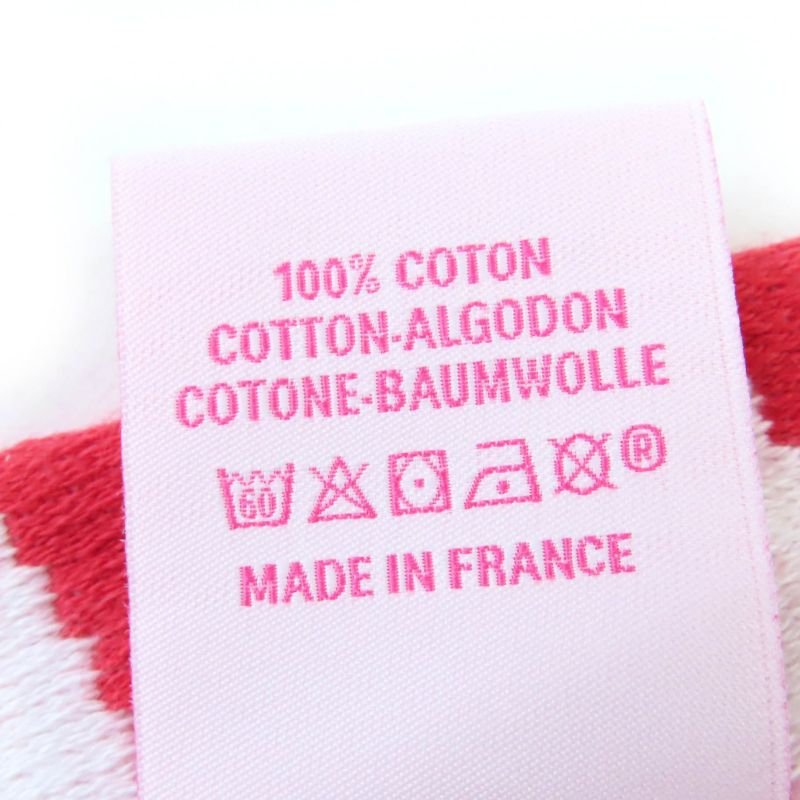 100% COTON
COTTON-ALGODON
COTONE-BAUMWOLLE
60 ®
MADE IN FRANCE